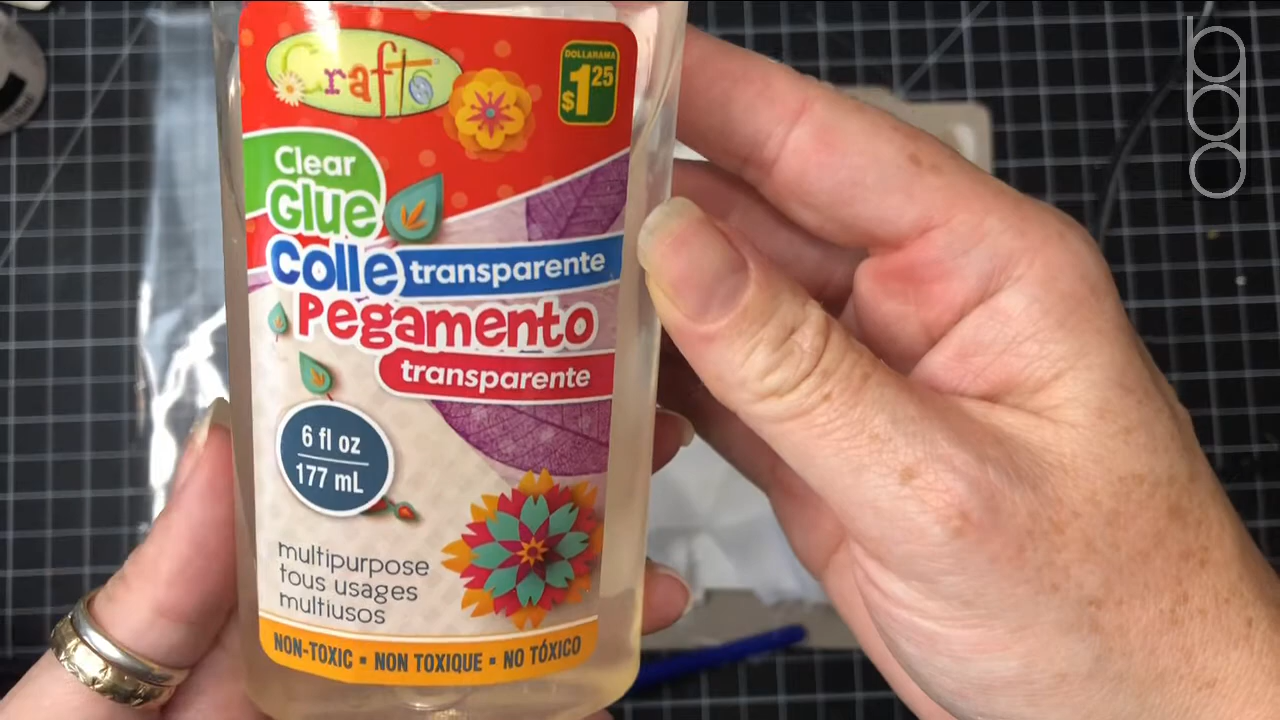 Crafts
DOLLARAMA
$1.25
Clear
Glue
Colle transparente
Pegamento
transparente
6 fl oz
177 mL
multipurpose
tous usages
multiusos
NON-TOXIC ▪ NON TOXIQUE ▪ NO TÓXICO